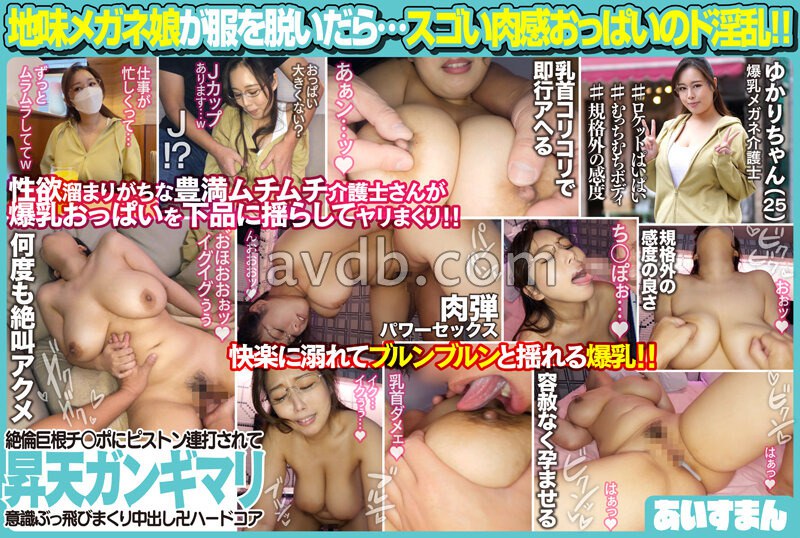 地味メガネ娘が服を脱いだら…スゴい肉感おっぱいのド淫乱!!
仕事が
忙しくって…
ずっと
ムラムラしててw
おっぱい
大きくない?
Jカップ
あります…w
J!?
あぁン…ッ♥
乳首コリコリで
即行アへる
ゆかりちゃん(25)
爆乳メガネ介護士
#ロケットぱいぱい
#むっちむちボディ
#規格外の感度
性欲溜まりがちな豊満ムチムチ介護士さんが
爆乳おっぱいを下品に揺らしてヤりまくり!!
何度も絶叫アクメ
おほおおぉッ♥
イグイグぅぅ
javdb.com
肉弾
パワーセックス
ち〇ぽぉ…♥
規格外の
感度の良さ
おぉッ♥
快楽に溺れてブルンブルンと揺れる爆乳!!
絶倫巨根チ〇ポにピストン連打されて
昇天ガンギマリ
意識ぶっ飛びまくり中出し卍ハードコア
イク…
イクぅ…♥
乳首ダメェ♥
容赦なく孕ませる
はぁっ♥
はぁっ♥
あいすまん